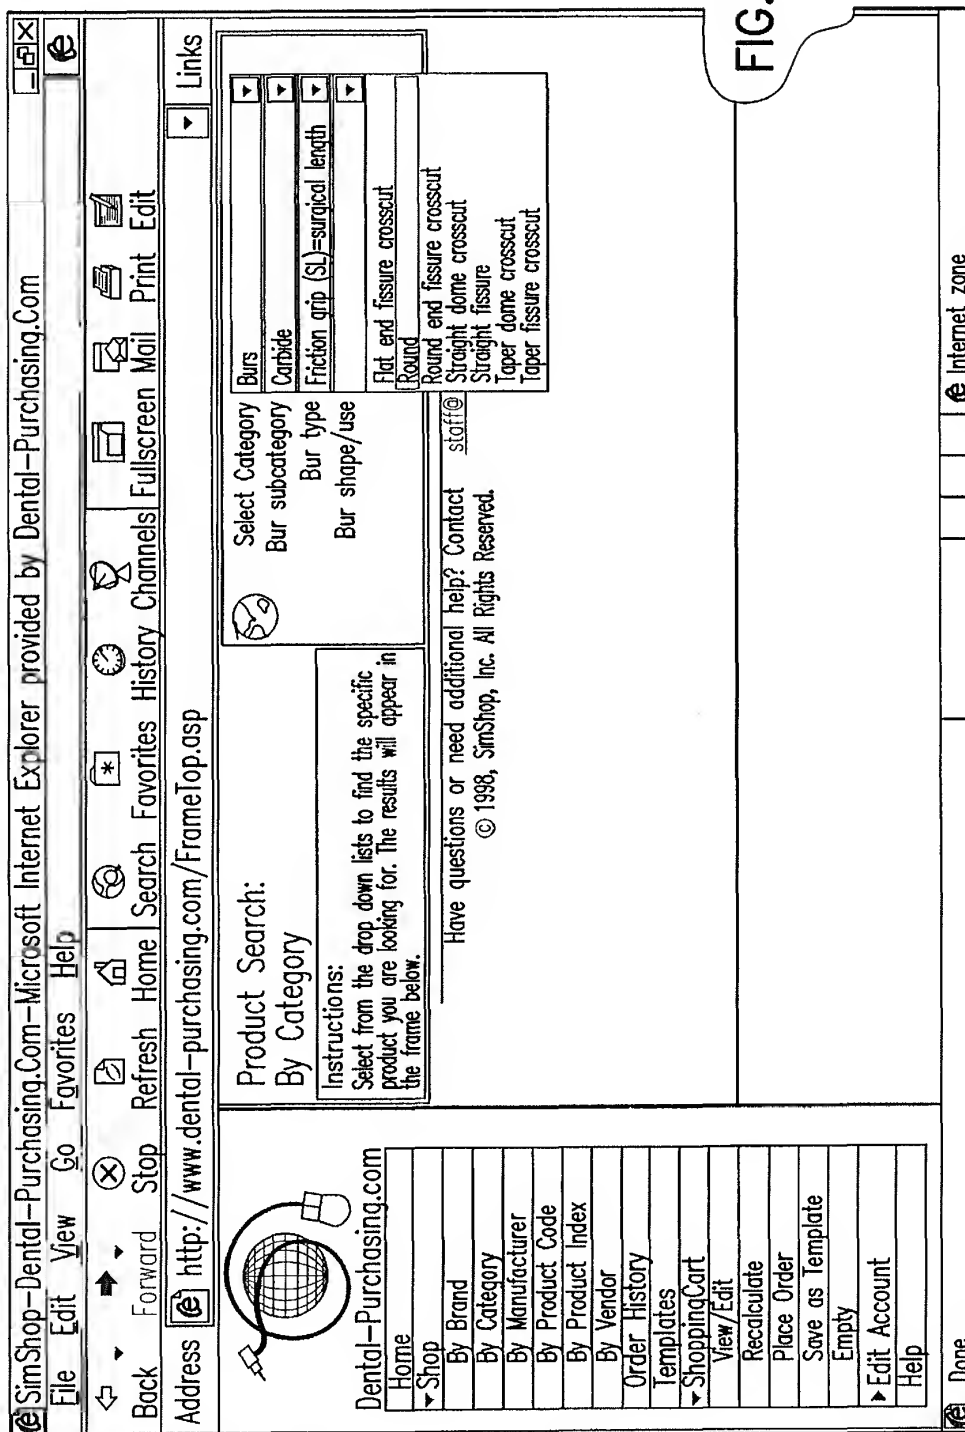 SimShop-Dental-Purchasing.Com-Microsoft Internet Explorer provided by Dental-Purchasing.Com
File Edit View Go Favorites Help
Back Forward Stop Refresh Home Search Favorites History Channels Fullscreen Mail Print Edit
Address http://www.dental-purchasing.com/FrameTop.asp Links
Dental-Purchasing.com
Home
Shop
By Brand
By Category
By Manufacturer
By Product Code
By Product Index
By Vendor
Order History
Templates
ShoppingCart
View/Edit
Recalculate
Place Order
Save as Template
Empty
Edit Account
Help
Product Search:
By Category
Instructions:
Select from the drop down lists to find the specific
product you are looking for. The results will appear in
the frame below.
Select Category Burs
Bur subcategory Carbide
Bur type Friction grip (SL)=surgical length
Bur shape/use
Flat end fissure crosscut
Round
Round end fissure crosscut
Straight dome crosscut
Straight fissure
Taper dome crosscut
Taper fissure crosscut
Have questions or need additional help? Contact staff@
© 1998, SimShop, Inc. All Rights Reserved.
Done Internet zone
FIG.